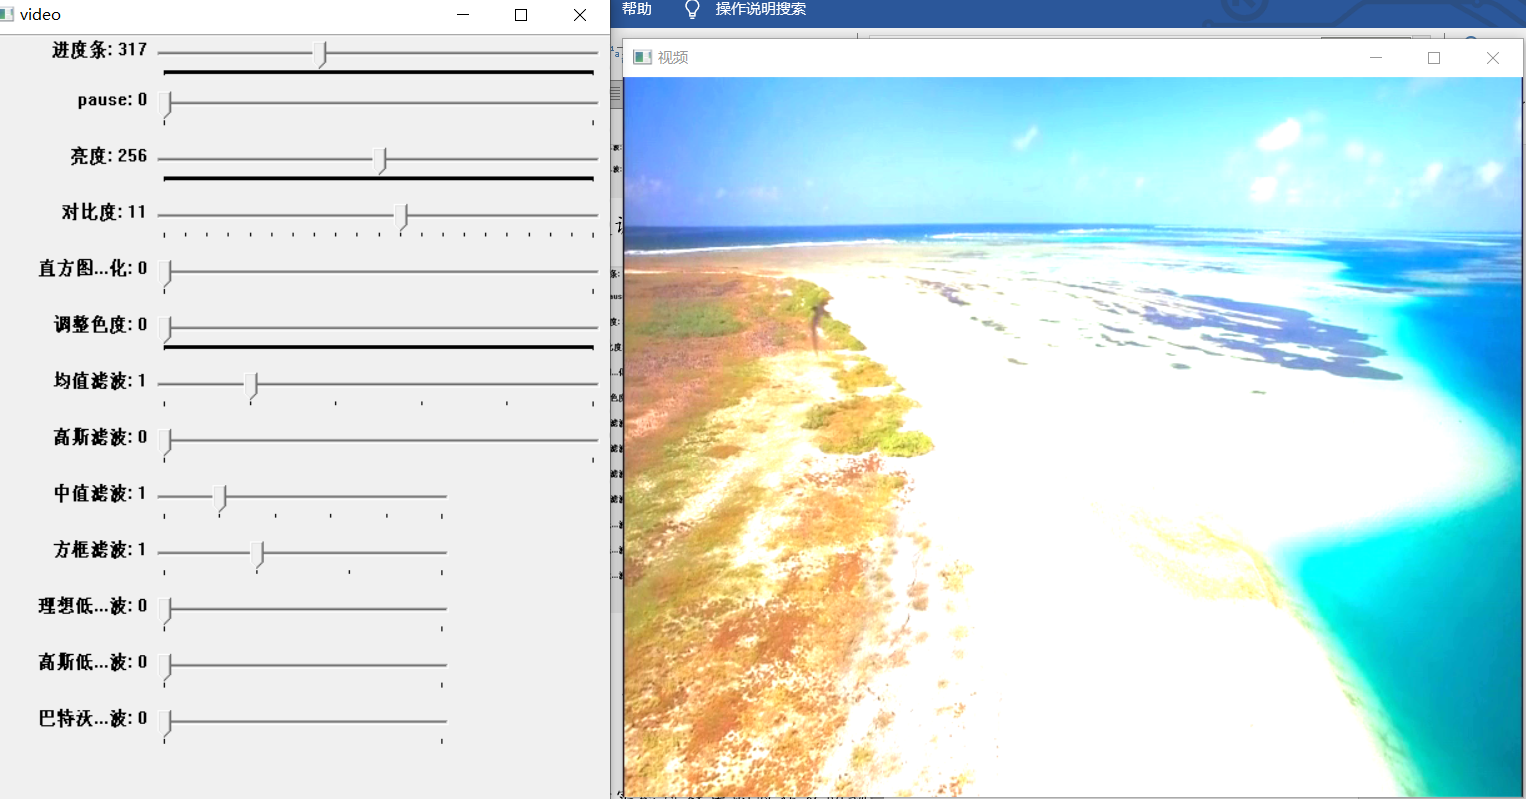 video
进度条: 317
pause: 0
亮度: 256
对比度: 11
直方图...化: 0
调整色度: 0
均值滤波: 1
高斯滤波: 0
中值滤波: 1
方框滤波: 1
理想低...波: 0
高斯低...波: 0
巴特沃...波: 0
帮助
操作说明搜索
视频